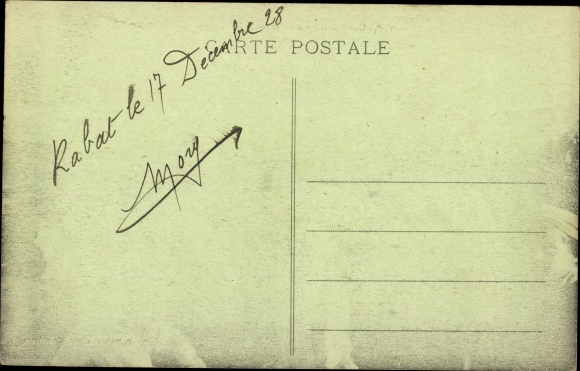 CARTE POSTALE
Rabat le 17 Décembre 28